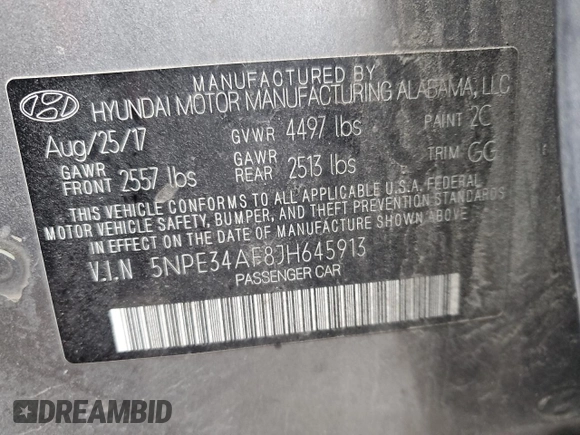 MANUFACTURED BY
HYUNDAI MOTOR MANUFACTURING ALABAMA, LLC
Aug/25/17 GVWR 4497 lbs PAINT 2C
GAWR FRONT 2557 lbs GAWR REAR 2513 lbs TRIM GG
THIS VEHICLE CONFORMS TO ALL APPLICABLE U.S.A. FEDERAL
MOTOR VEHICLE SAFETY, BUMPER, AND THEFT PREVENTION STANDARDS
IN EFFECT ON THE DATE OF MANUFACTURE SHOWN ABOVE.
V.I.N 5NPE34AF8JH645913
PASSENGER CAR
DREAMBID